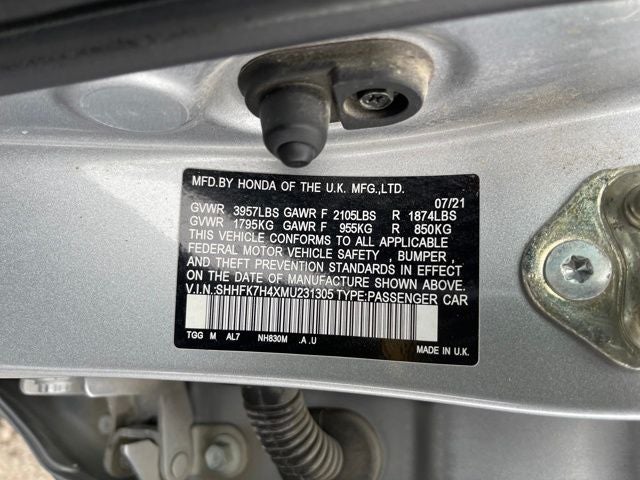 MFD.BY HONDA OF THE U.K. MFG.,LTD.
07/21
GVWR 3957LBS GAWR F 2105LBS R 1874LBS
GVWR 1795KG GAWR F 955KG R 850KG
THIS VEHICLE CONFORMS TO ALL APPLICABLE
FEDERAL MOTOR VEHICLE SAFETY , BUMPER ,
AND THEFT PREVENTION STANDARDS IN EFFECT
ON THE DATE OF MANUFACTURE SHOWN ABOVE.
V.I.N:SHHFK7H4XMU231305 TYPE:PASSENGER CAR
TGG M AL7 NH830M .A .U
MADE IN U.K.